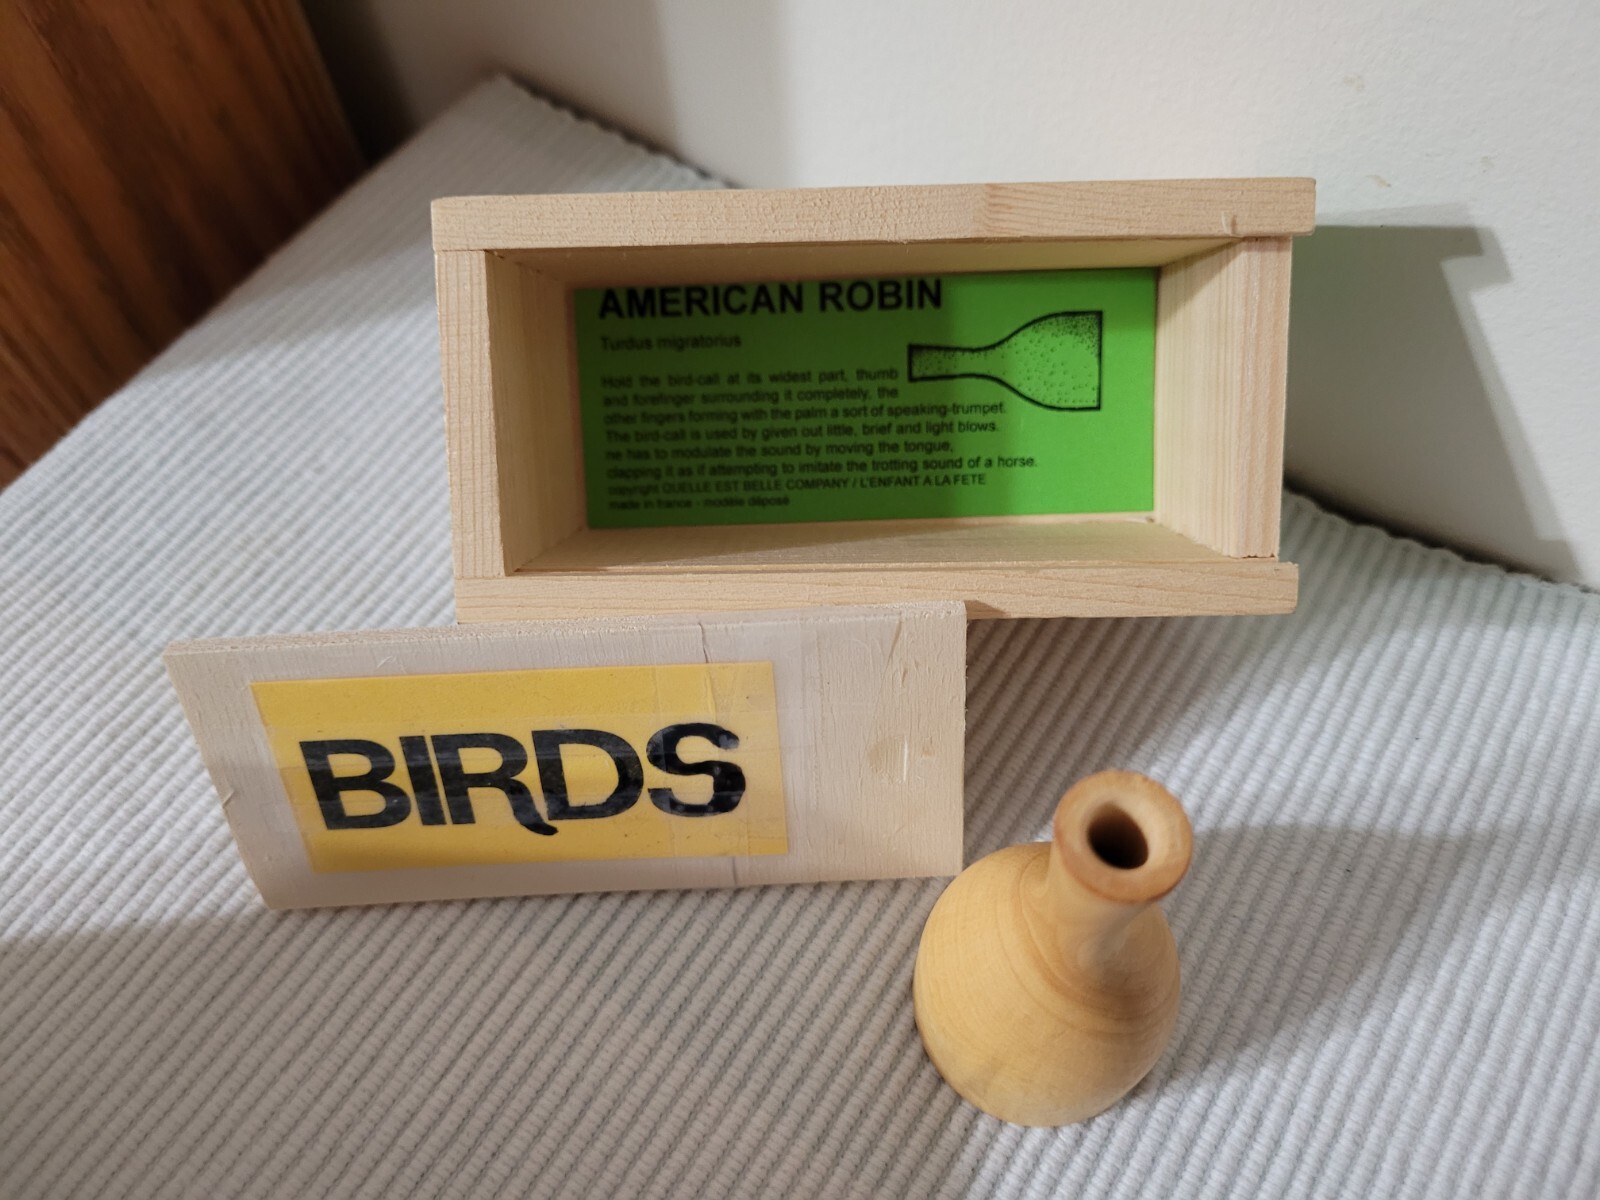 AMERICAN ROBIN
Turdus migratorius
Hold the bird-call at its widest part, thumb
and forefinger surrounding it completely, the
other fingers forming with the palm a sort of speaking-trumpet.
The bird-call is used by given out little, brief and light blows.
he has to modulate the sound by moving the tongue,
clapping it as if attempting to imitate the trotting sound of a horse.
copyright QUELLE EST BELLE COMPANY / L'ENFANT A LA FETE
made in france - modèle déposé
BIRDS